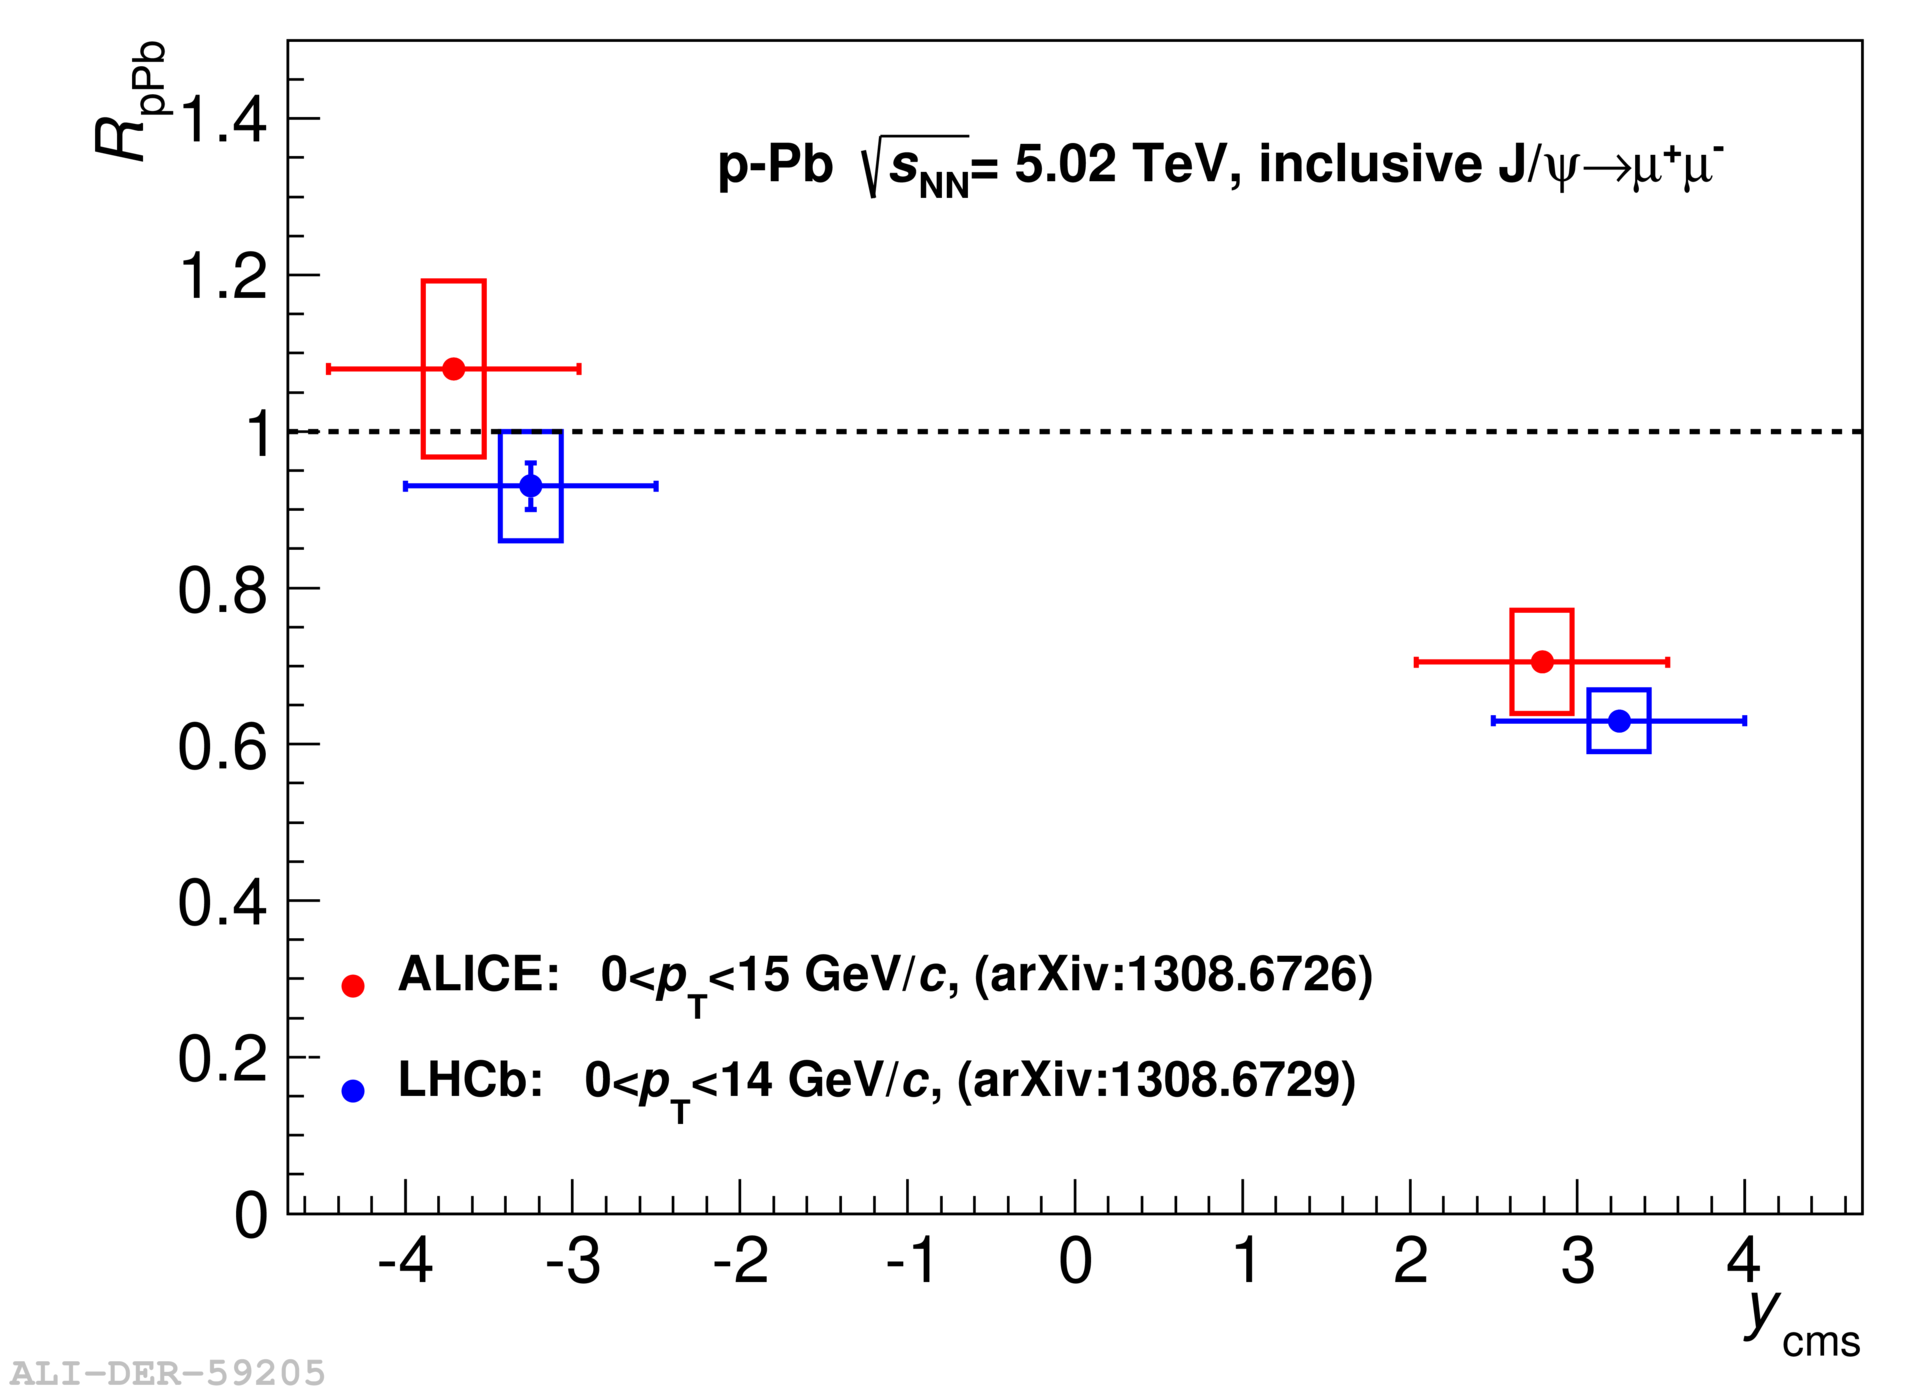 R_pPb
1.4
p-Pb √s_NN= 5.02 TeV, inclusive J/ψ→μ⁺μ⁻
1.2
1
0.8
0.6
0.4
ALICE: 0<p_T<15 GeV/c, (arXiv:1308.6726)
0.2
LHCb: 0<p_T<14 GeV/c, (arXiv:1308.6729)
0
-4 -3 -2 -1 0 1 2 3 4
y_cms
ALI-DER-59205